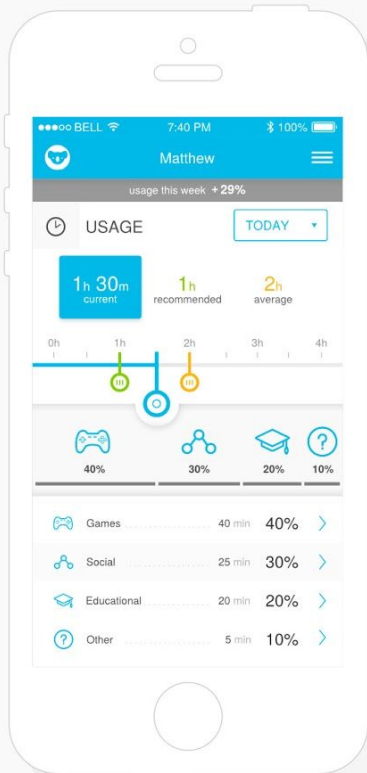 BELL 7:40 PM 100%
Matthew
usage this week + 29%
USAGE TODAY
1h 30m 1h 2h
current recommended average
0h 1h 2h 3h 4h
40% 30% 20% 10%
Games 40 min 40%
Social 25 min 30%
Educational 20 min 20%
Other 5 min 10%